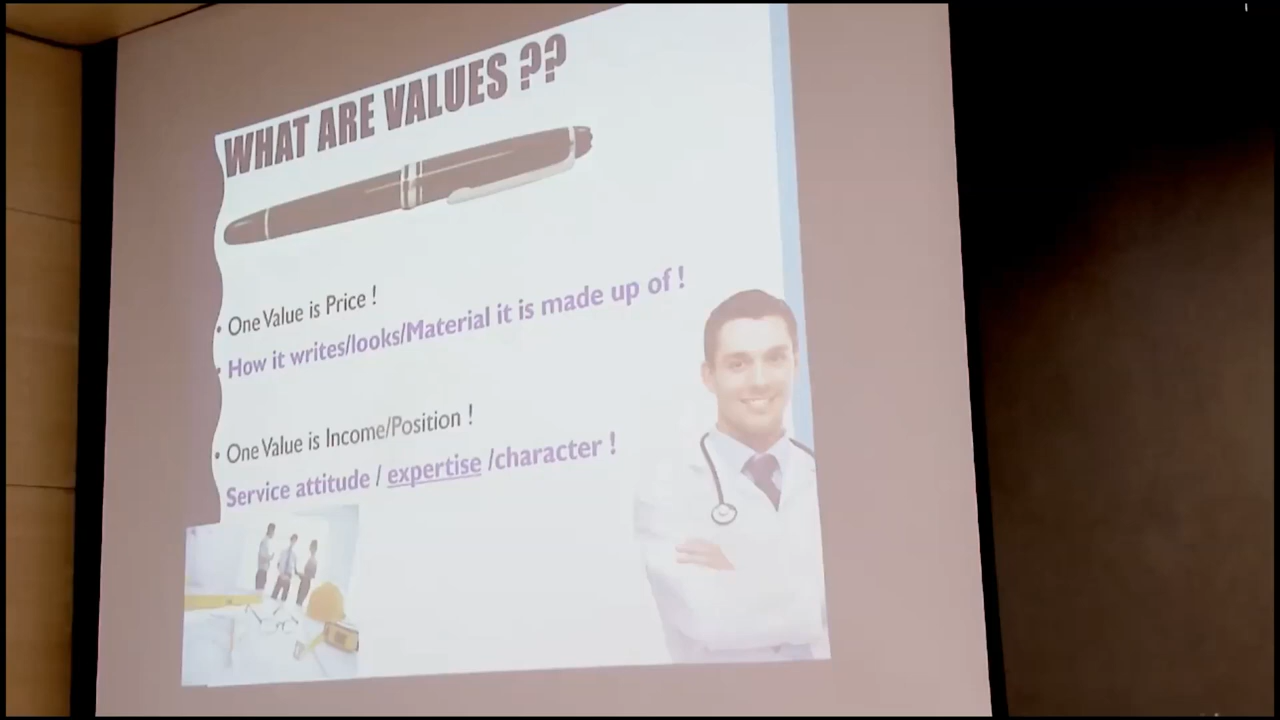 WHAT ARE VALUES ??
• One Value is Price !
• How it writes/looks/Material it is made up of !
• One Value is Income/Position !
Service attitude / expertise /character !